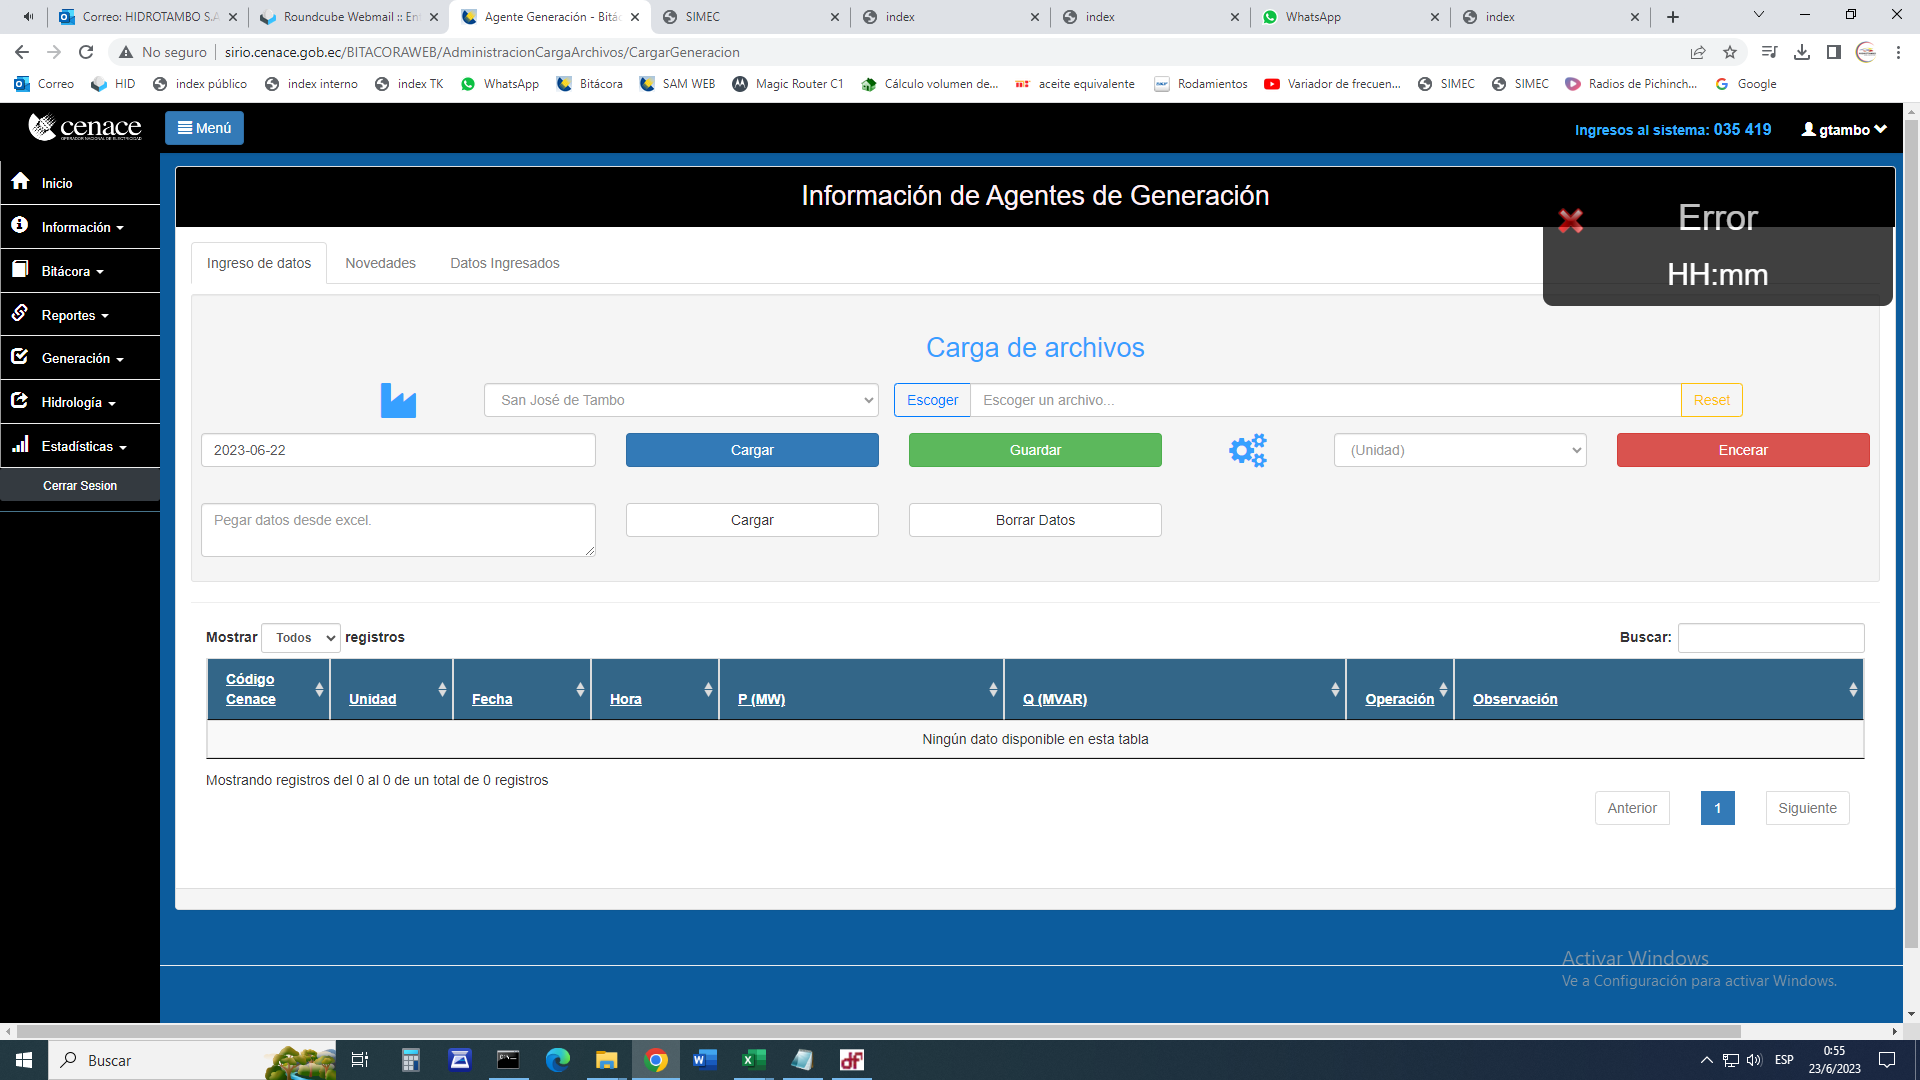 Correo: HIDROTAMBO S.A
Roundcube Webmail :: En
Agente Generación - Bitác
SIMEC
index
index
WhatsApp
index
No seguro
sirio.cenace.gob.ec/BITACORAWEB/AdministracionCargaArchivos/CargarGeneracion
Correo
HID
index público
index interno
index TK
WhatsApp
Bitácora
SAM WEB
Magic Router C1
Cálculo volumen de...
aceite equivalente
Rodamientos
Variador de frecuen...
SIMEC
SIMEC
Radios de Pichinch...
Google
cenace
OPERADOR NACIONAL DE ELECTRICIDAD
Menú
Ingresos al sistema: 035 419
gtambo
Inicio
Información
Bitácora
Reportes
Generación
Hidrología
Estadísticas
Cerrar Sesion
Información de Agentes de Generación
Error
HH:mm
Ingreso de datos
Novedades
Datos Ingresados
Carga de archivos
San José de Tambo
Escoger
Escoger un archivo...
Reset
2023-06-22
Cargar
Guardar
(Unidad)
Encerar
Pegar datos desde excel.
Cargar
Borrar Datos
Mostrar Todos registros
Buscar:
Código Cenace
Unidad
Fecha
Hora
P (MW)
Q (MVAR)
Operación
Observación
Ningún dato disponible en esta tabla
Mostrando registros del 0 al 0 de un total de 0 registros
Anterior
1
Siguiente
Activar Windows
Ve a Configuración para activar Windows.
Buscar
ESP
0:55
23/6/2023